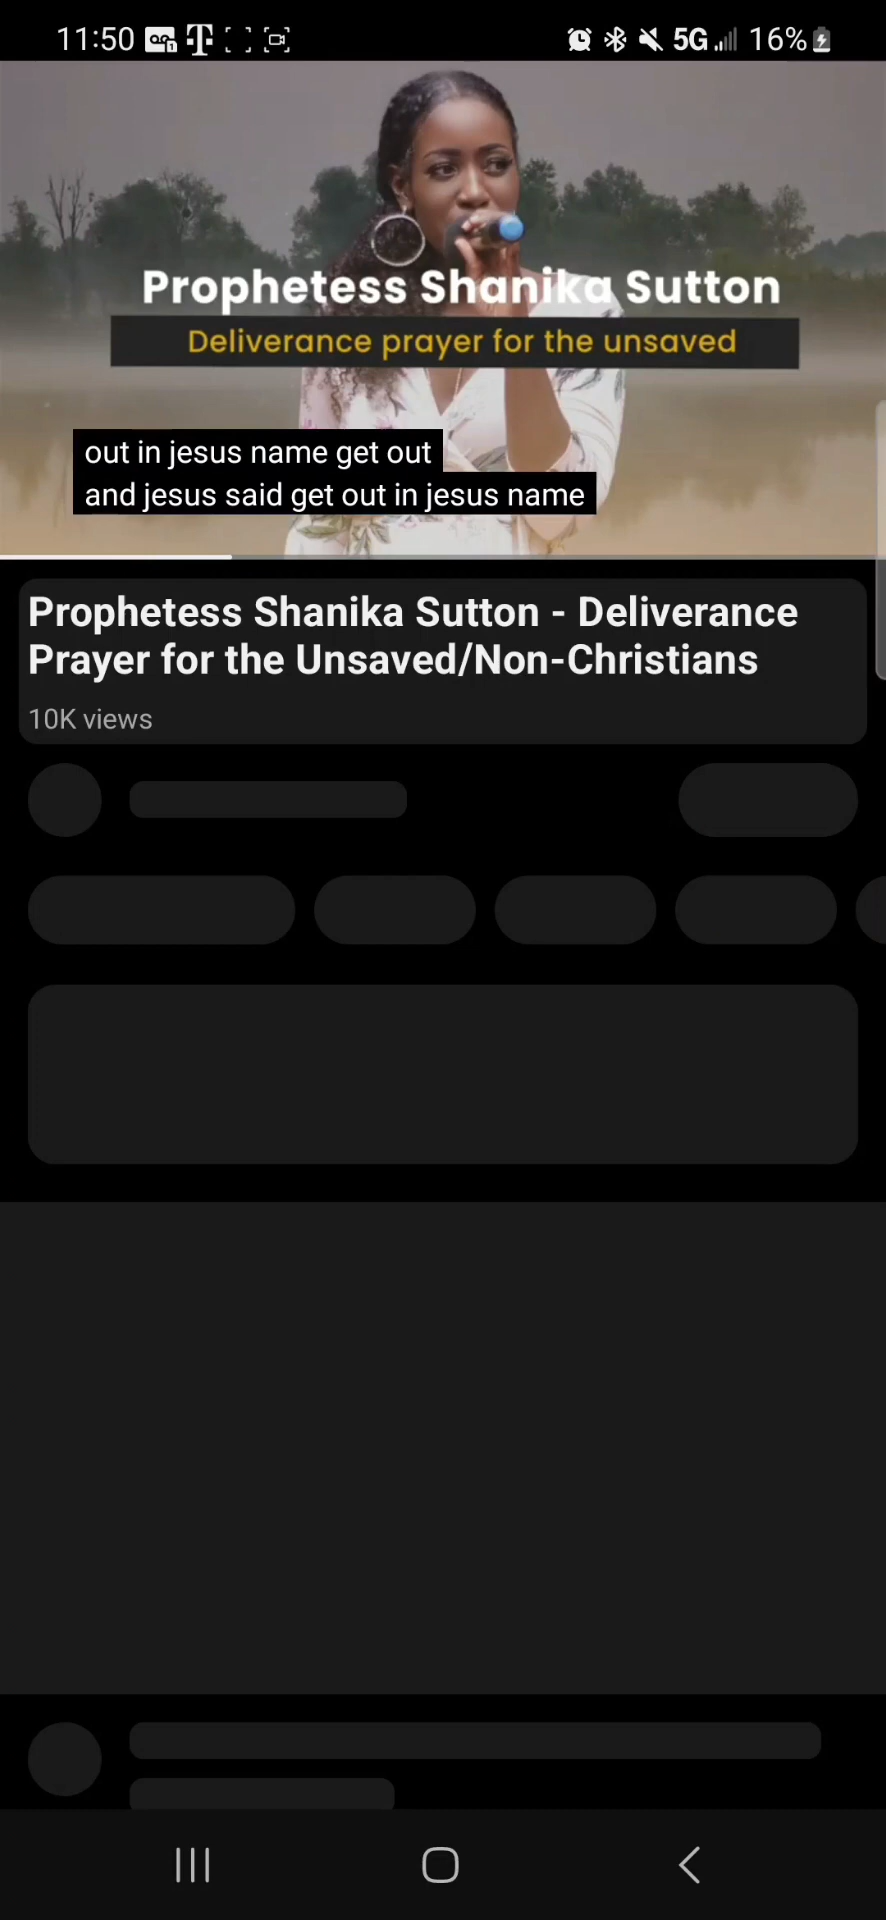 11:50
5G 16%
Prophetess Shanika Sutton
Deliverance prayer for the unsaved
out in jesus name get out
and jesus said get out in jesus name
Prophetess Shanika Sutton - Deliverance
Prayer for the Unsaved/Non-Christians
10K views